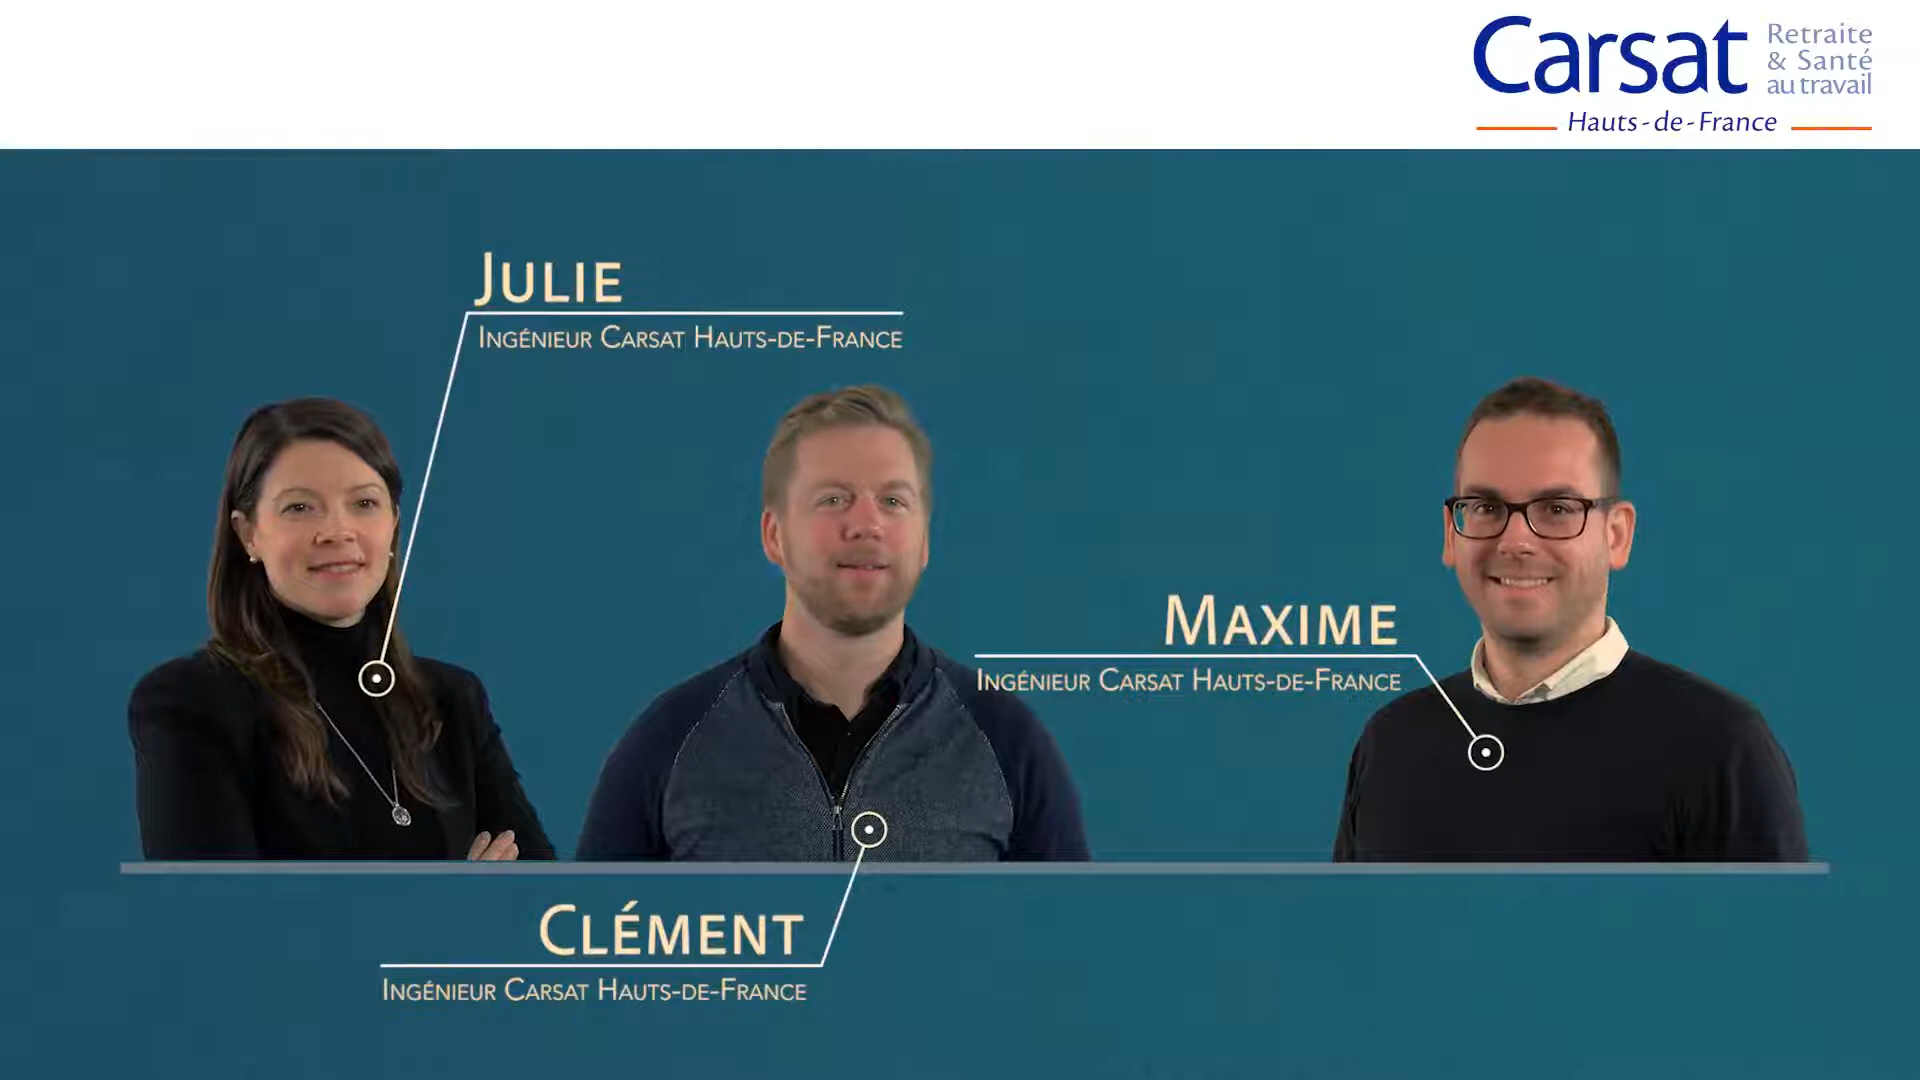 Carsat
Retraite
& Santé
au travail
Hauts-de-France
JULIE
INGÉNIEUR CARSAT HAUTS-DE-FRANCE
MAXIME
INGÉNIEUR CARSAT HAUTS-DE-FRANCE
CLÉMENT
INGÉNIEUR CARSAT HAUTS-DE-FRANCE